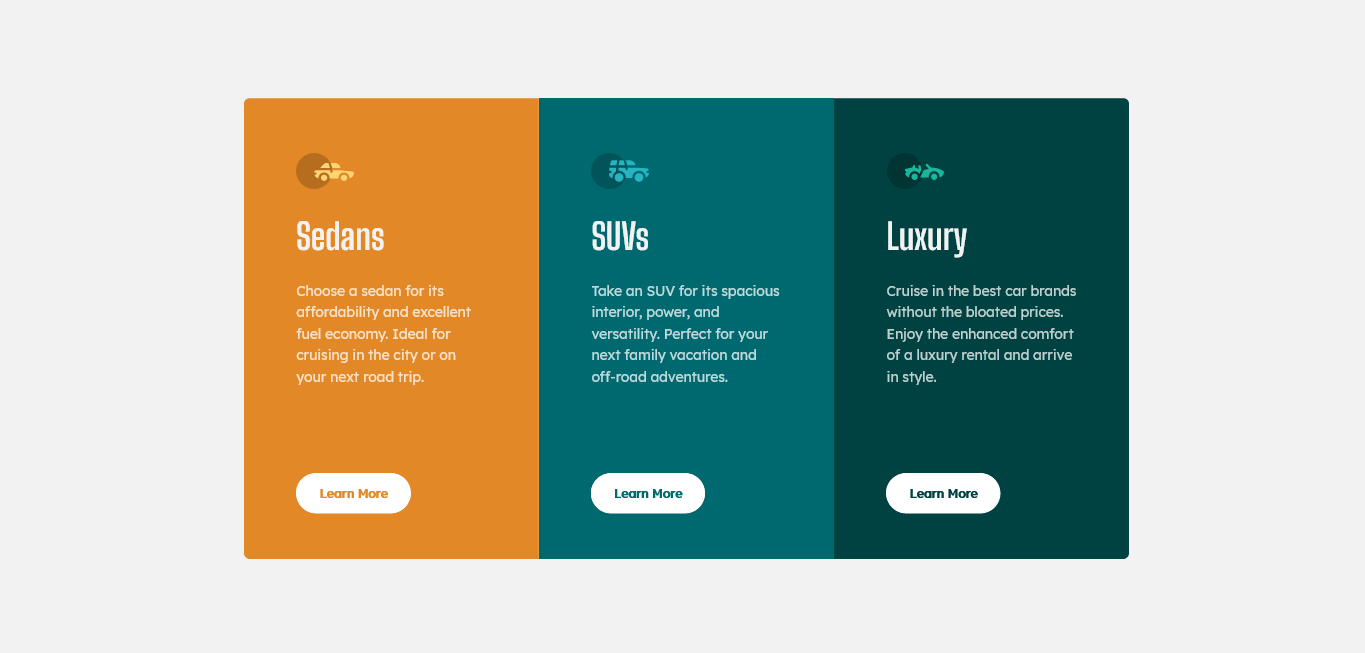 Sedans
Choose a sedan for its
affordability and excellent
fuel economy. Ideal for
cruising in the city or on
your next road trip.
Learn More
SUVs
Take an SUV for its spacious
interior, power, and
versatility. Perfect for your
next family vacation and
off-road adventures.
Learn More
Luxury
Cruise in the best car brands
without the bloated prices.
Enjoy the enhanced comfort
of a luxury rental and arrive
in style.
Learn More